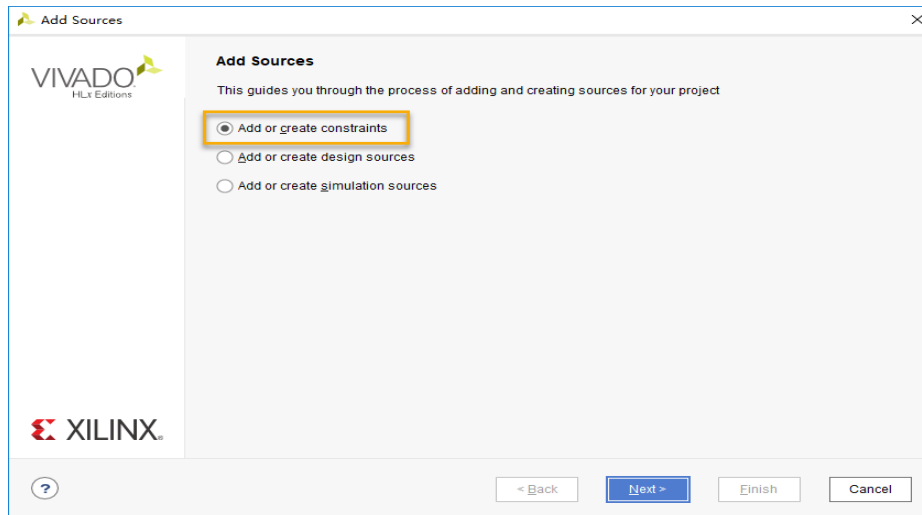 Add Sources
VIVADO
HLx Editions
Add Sources
This guides you through the process of adding and creating sources for your project
Add or create constraints
Add or create design sources
Add or create simulation sources
XILINX
?
< Back
Next >
Finish
Cancel